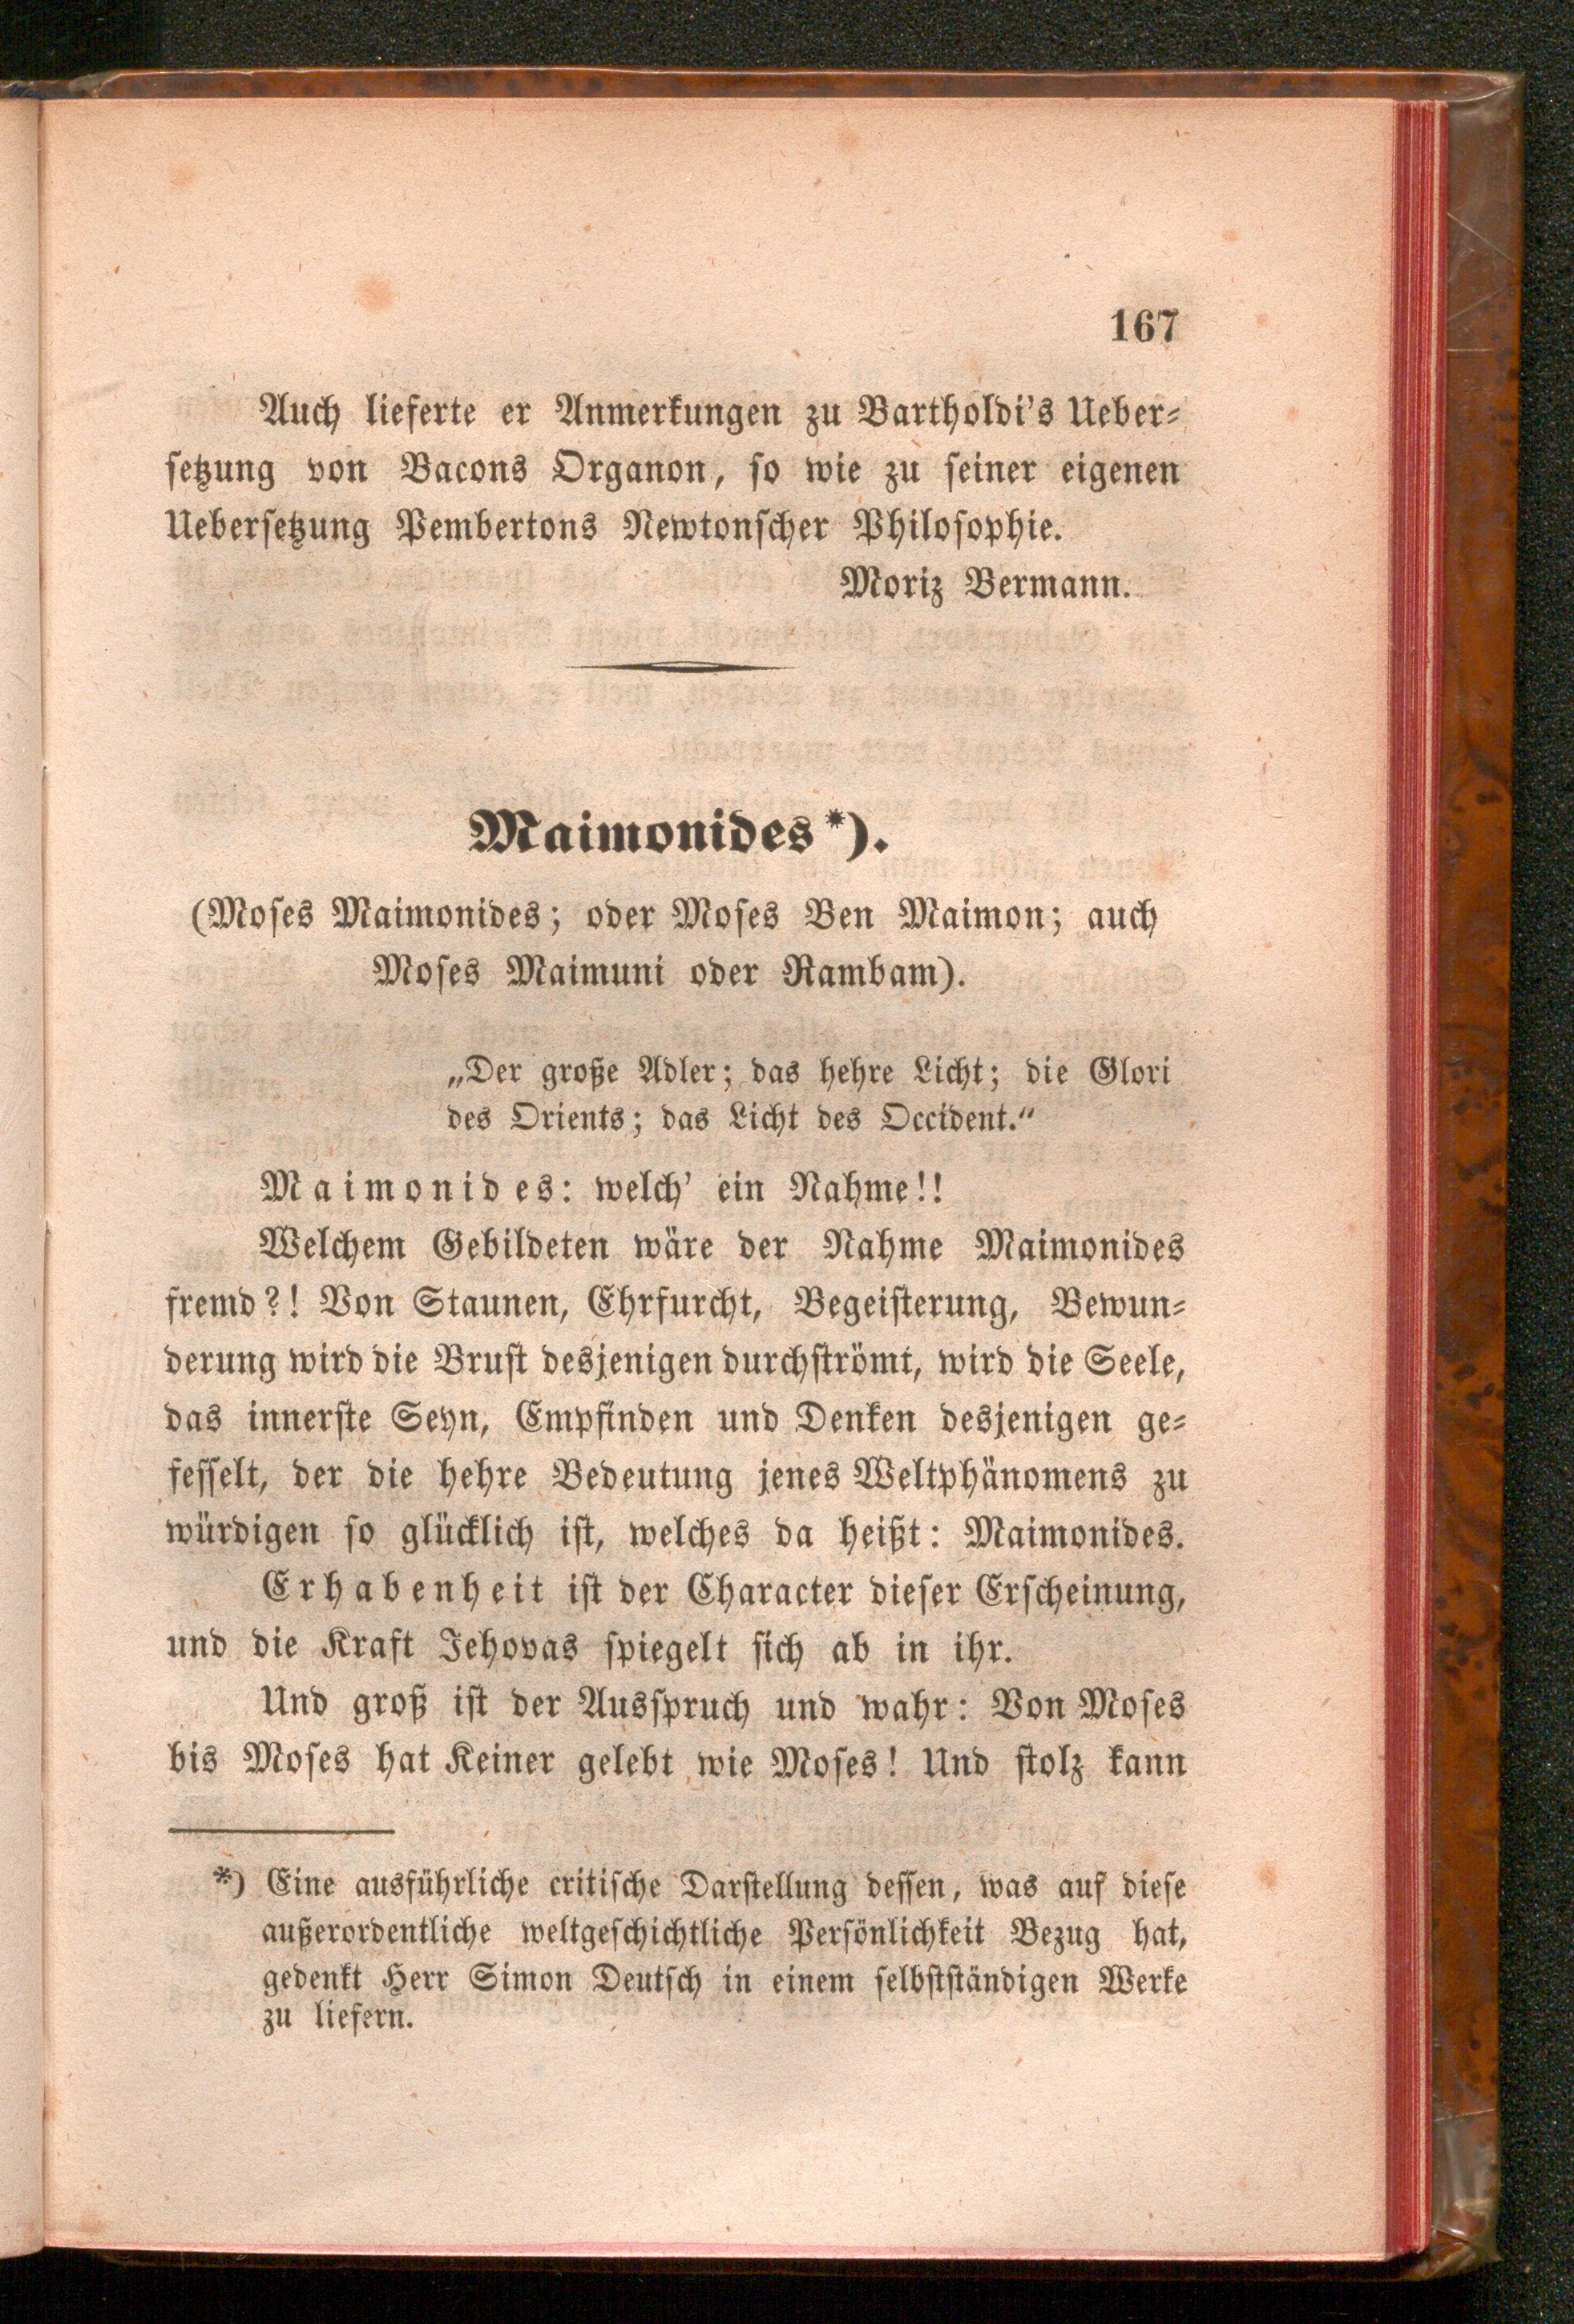 167
Auch lieferte er Anmerkungen zu Bartholdi's Ueber-
setzung von Bacons Organon, so wie zu seiner eigenen
Uebersetzung Pembertons Newtonscher Philosophie.
Moriz Bermann.
Maimonides*).
(Moses Maimonides; oder Moses Ben Maimon; auch
Moses Maimuni oder Rambam).
„Der große Adler; das hehre Licht; die Glori
des Orients; das Licht des Occident.“
Maimonides: welch' ein Nahme!!
Welchem Gebildeten wäre der Nahme Maimonides
fremd?! Von Staunen, Ehrfurcht, Begeisterung, Bewun-
derung wird die Brust desjenigen durchströmt, wird die Seele,
das innerste Seyn, Empfinden und Denken desjenigen ge-
fesselt, der die hehre Bedeutung jenes Weltphänomens zu
würdigen so glücklich ist, welches da heißt: Maimonides.
Erhabenheit ist der Character dieser Erscheinung,
und die Kraft Jehovas spiegelt sich ab in ihr.
Und groß ist der Ausspruch und wahr: Von Moses
bis Moses hat Keiner gelebt wie Moses! Und stolz kann
*) Eine ausführliche critische Darstellung dessen, was auf diese
außerordentliche weltgeschichtliche Persönlichkeit Bezug hat,
gedenkt Herr Simon Deutsch in einem selbstständigen Werke
zu liefern.